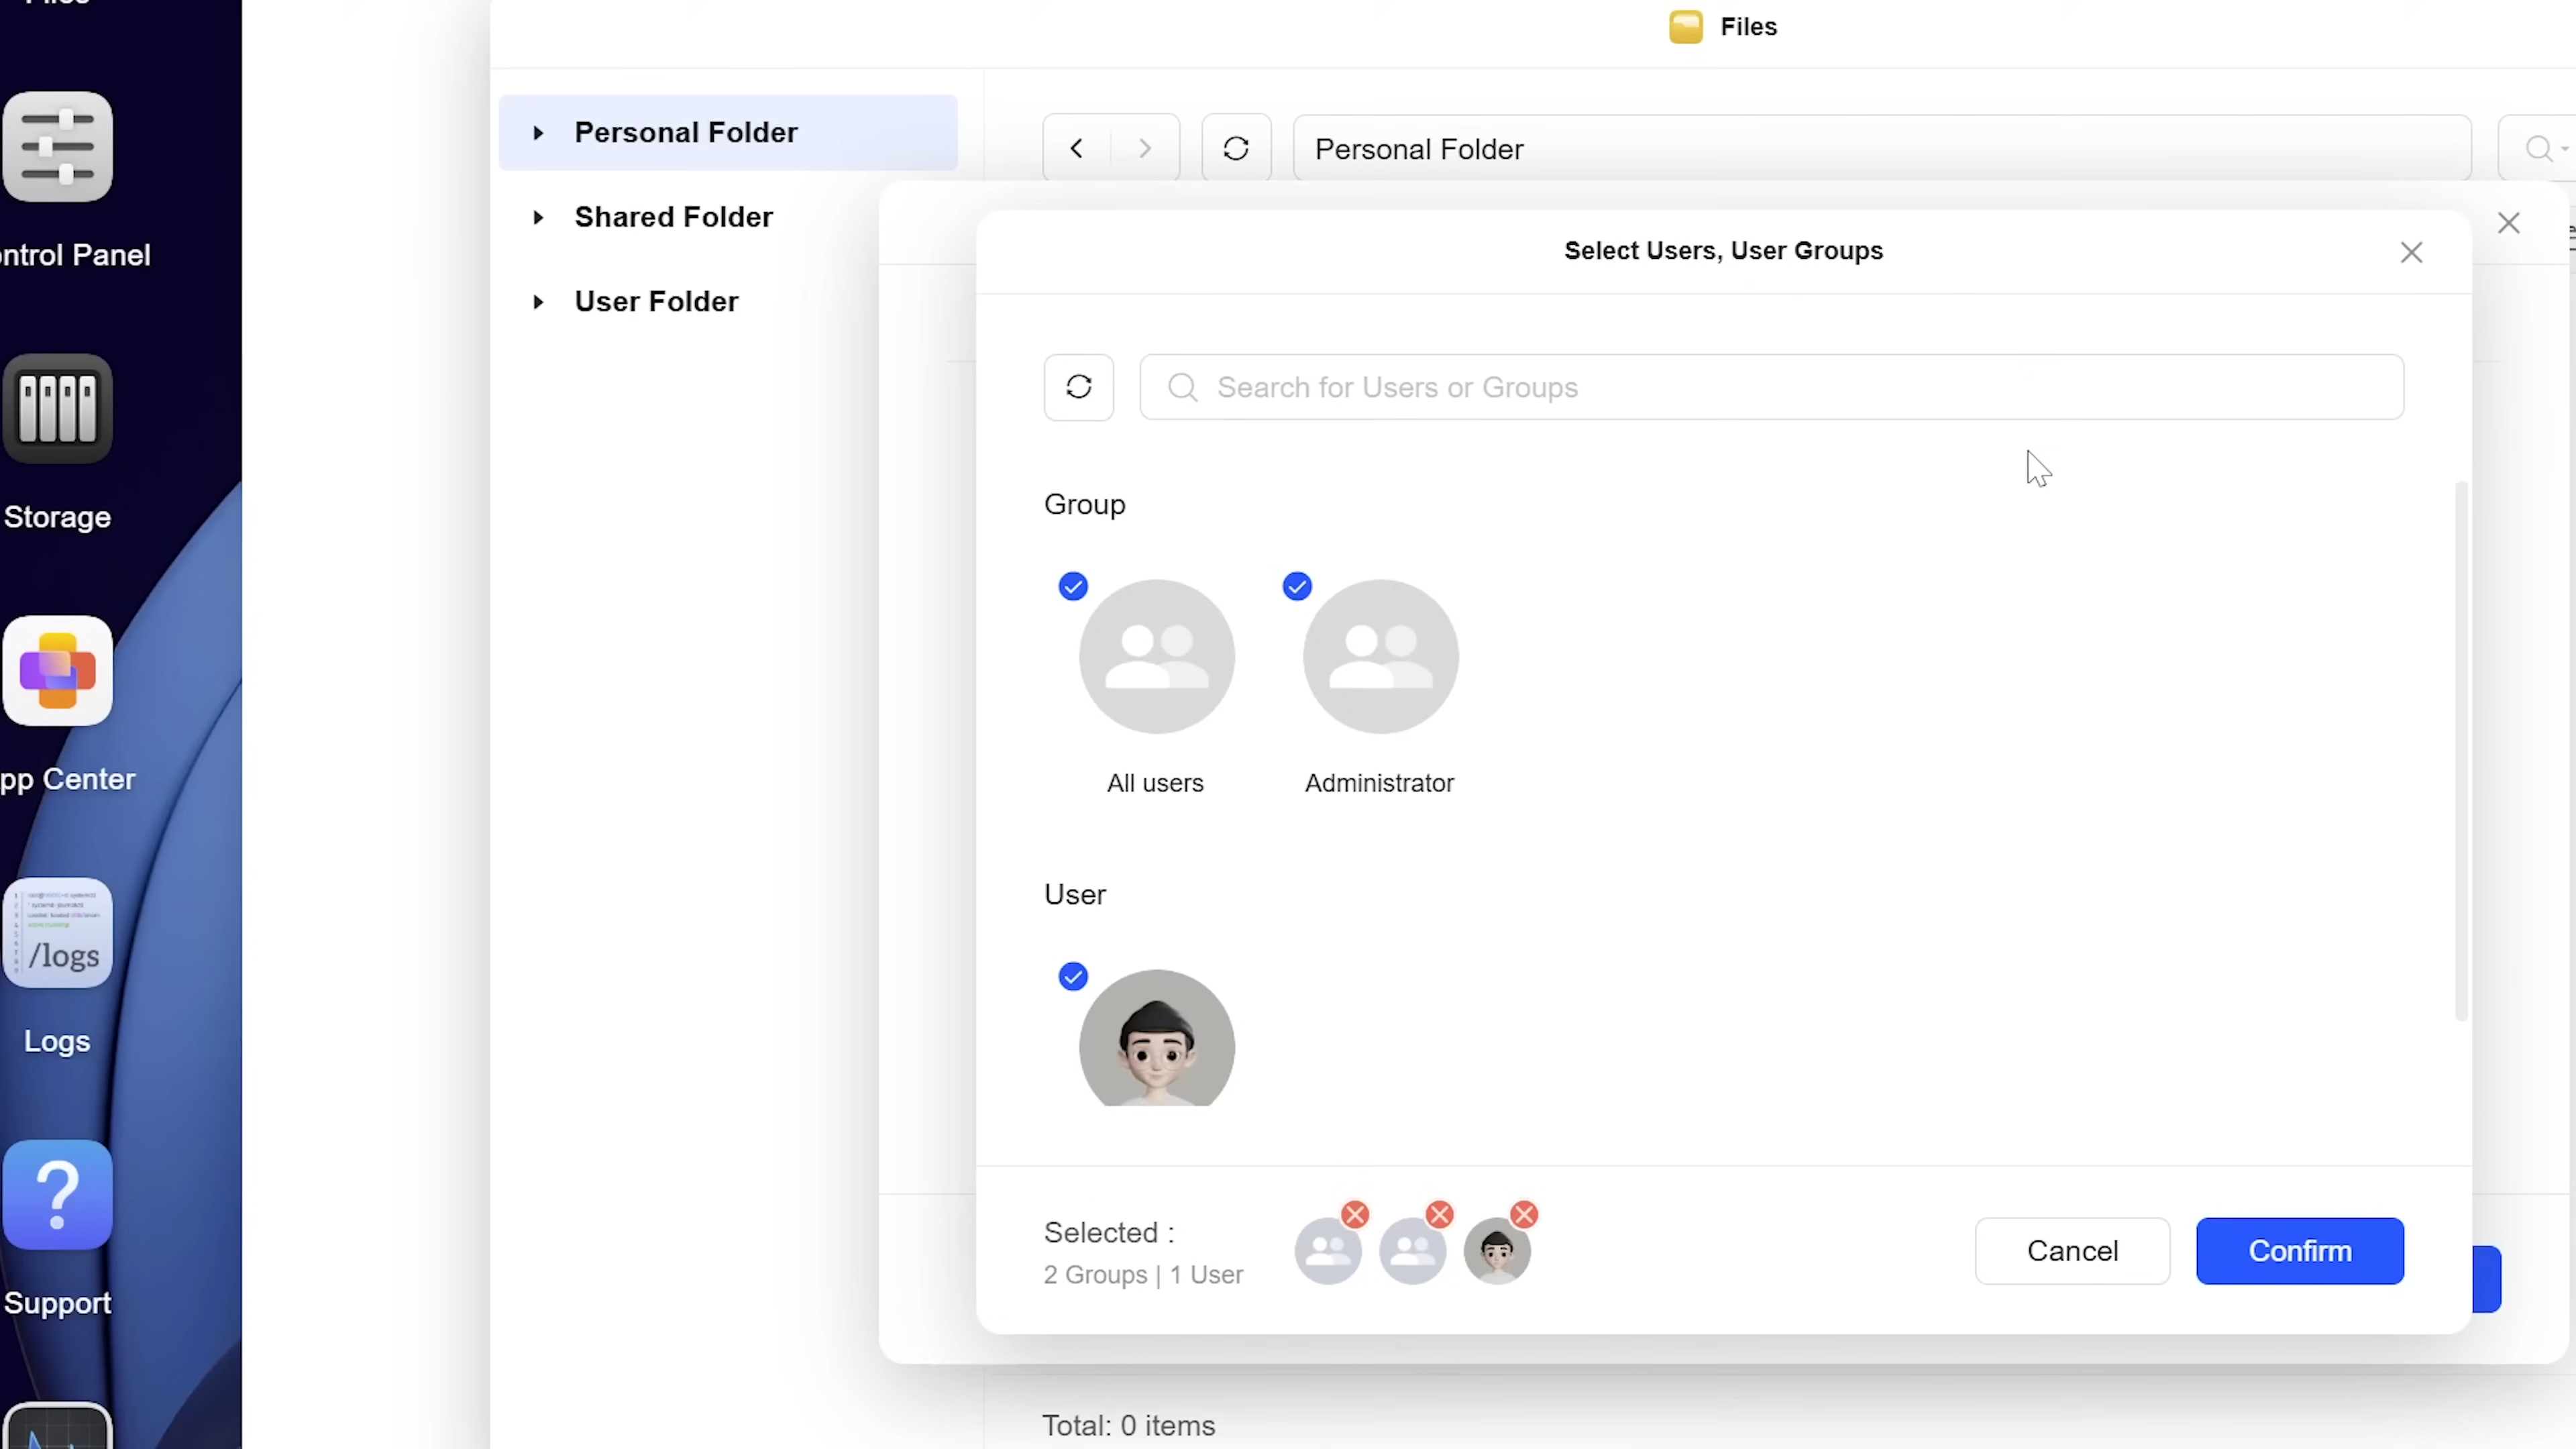 Files
Files
Personal Folder
Shared Folder
User Folder
Personal Folder
ntrol Panel
Storage
pp Center
/logs
Logs
Support
Select Users, User Groups
Search for Users or Groups
Group
All users
Administrator
User
Selected :
2 Groups | 1 User
Cancel
Confirm
Total: 0 items